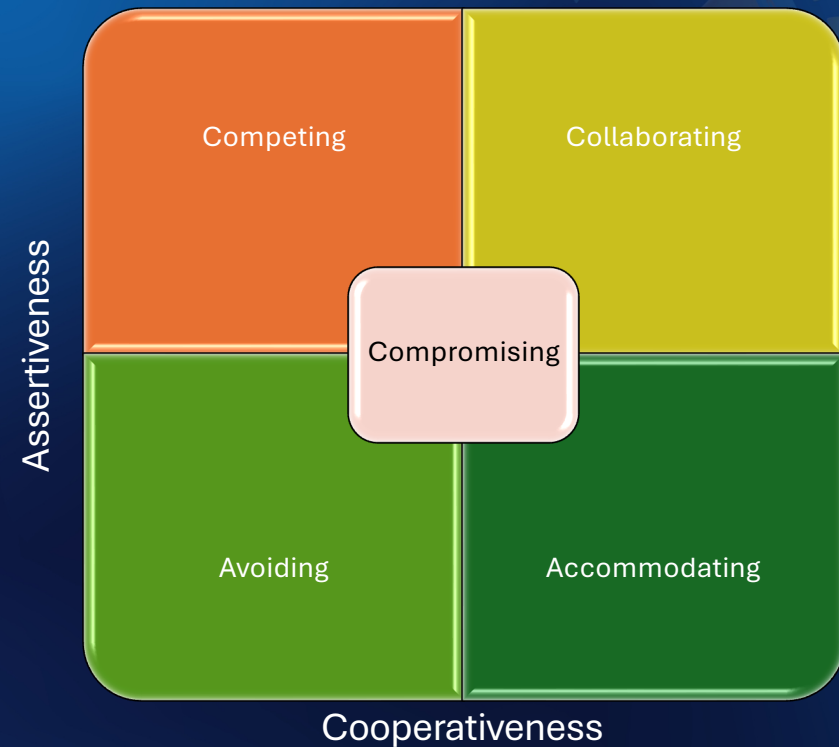 Competing
Collaborating
Assertiveness
Compromising
Avoiding
Accommodating
Cooperativeness